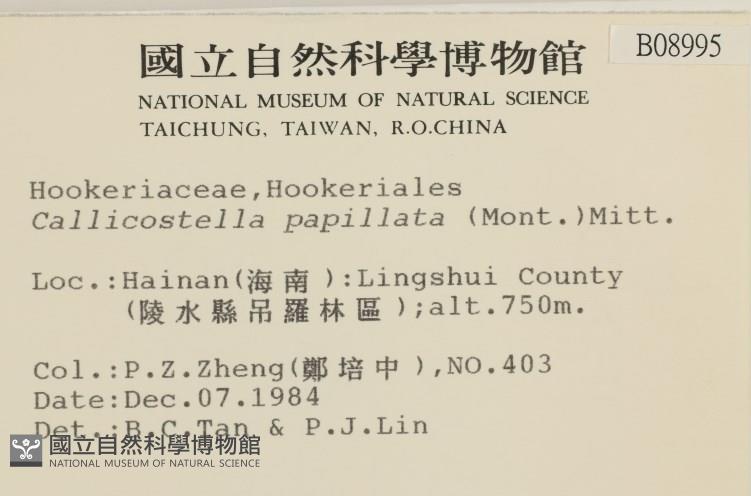 國立自然科學博物館
B08995
NATIONAL MUSEUM OF NATURAL SCIENCE
TAICHUNG, TAIWAN, R.O.CHINA
Hookeriaceae,Hookeriales
Callicostella papillata (Mont.)Mitt.
Loc.:Hainan(海南):Lingshui County
(陵水縣吊羅林區);alt.750m.
Col.:P.Z.Zheng(鄭培中),NO.403
Date:Dec.07.1984
Det.:B.C.Tan & P.J.Lin
國立自然科學博物館
NATIONAL MUSEUM OF NATURAL SCIENCE